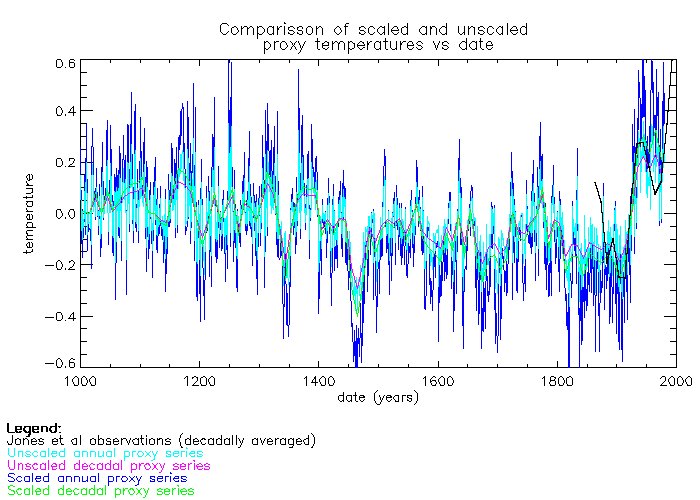 Comparisson of scaled and unscaled
proxy temperatures vs date
0.6
0.4
0.2
0.0
−0.2
−0.4
−0.6
temperature
1000 1200 1400 1600 1800 2000
date (years)
Legend:
Jones et al observations (decadally averaged)
Unscaled annual proxy series
Unscaled decadal proxy series
Scaled annual proxy series
Scaled decadal proxy series